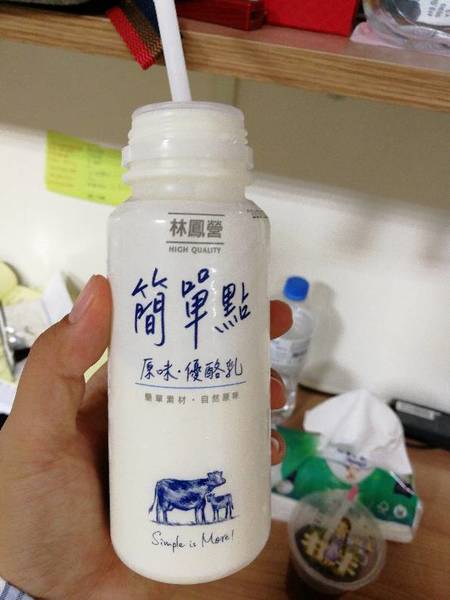 林鳳營
HIGH QUALITY
簡單點
原味·優酪乳
簡單素材·自然原味
Simple is More!